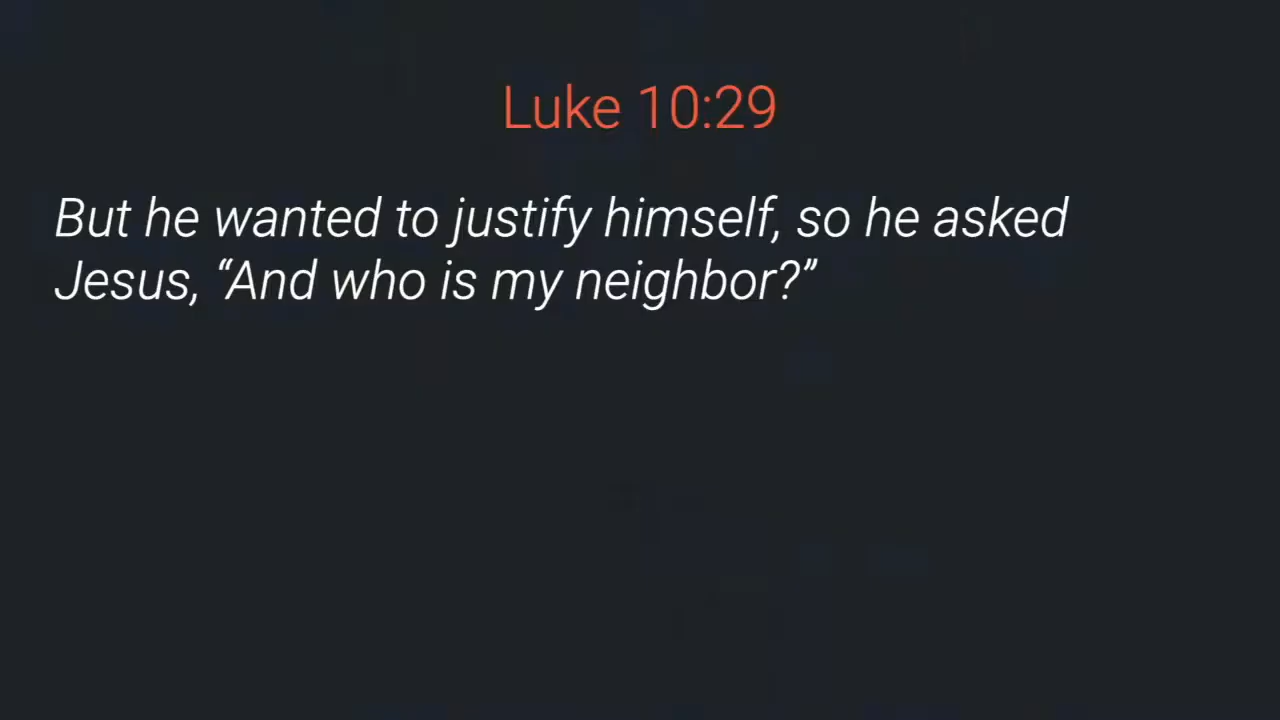 Luke 10:29
But he wanted to justify himself, so he asked
Jesus, “And who is my neighbor?”